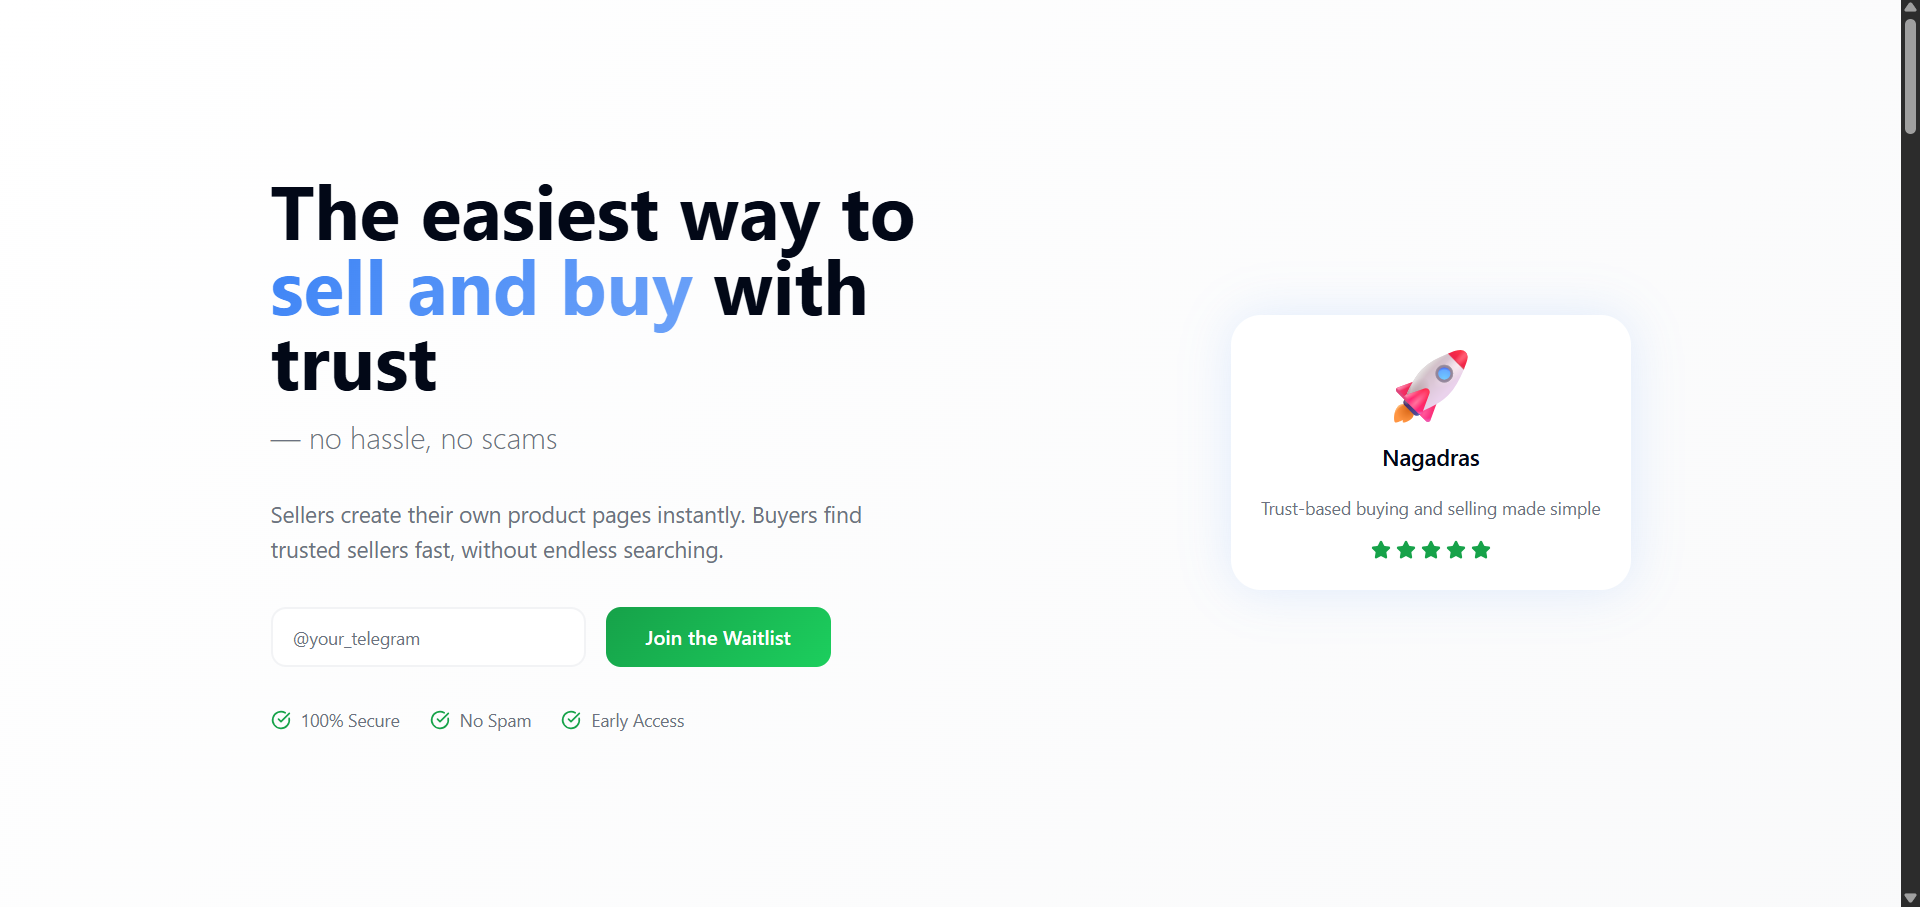 The easiest way to
sell and buy with
trust
— no hassle, no scams
Sellers create their own product pages instantly. Buyers find
trusted sellers fast, without endless searching.
@your_telegram
Join the Waitlist
100% Secure
No Spam
Early Access
Nagadras
Trust-based buying and selling made simple